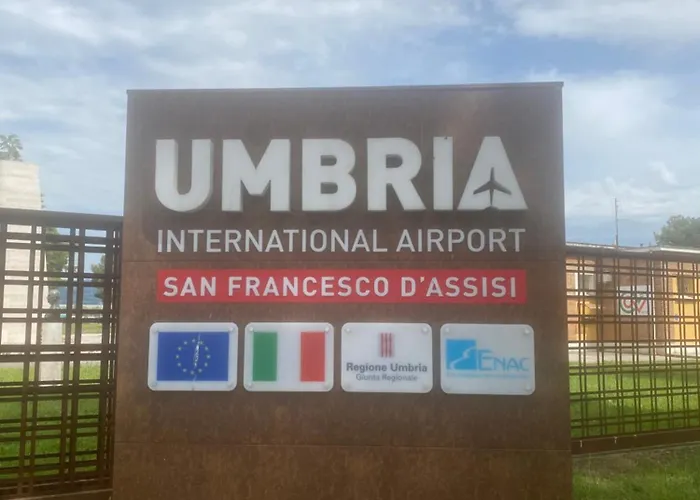 UMBRIA
INTERNATIONAL AIRPORT
SAN FRANCESCO D'ASSISI
Regione Umbria
Giunta Regionale
ENAC